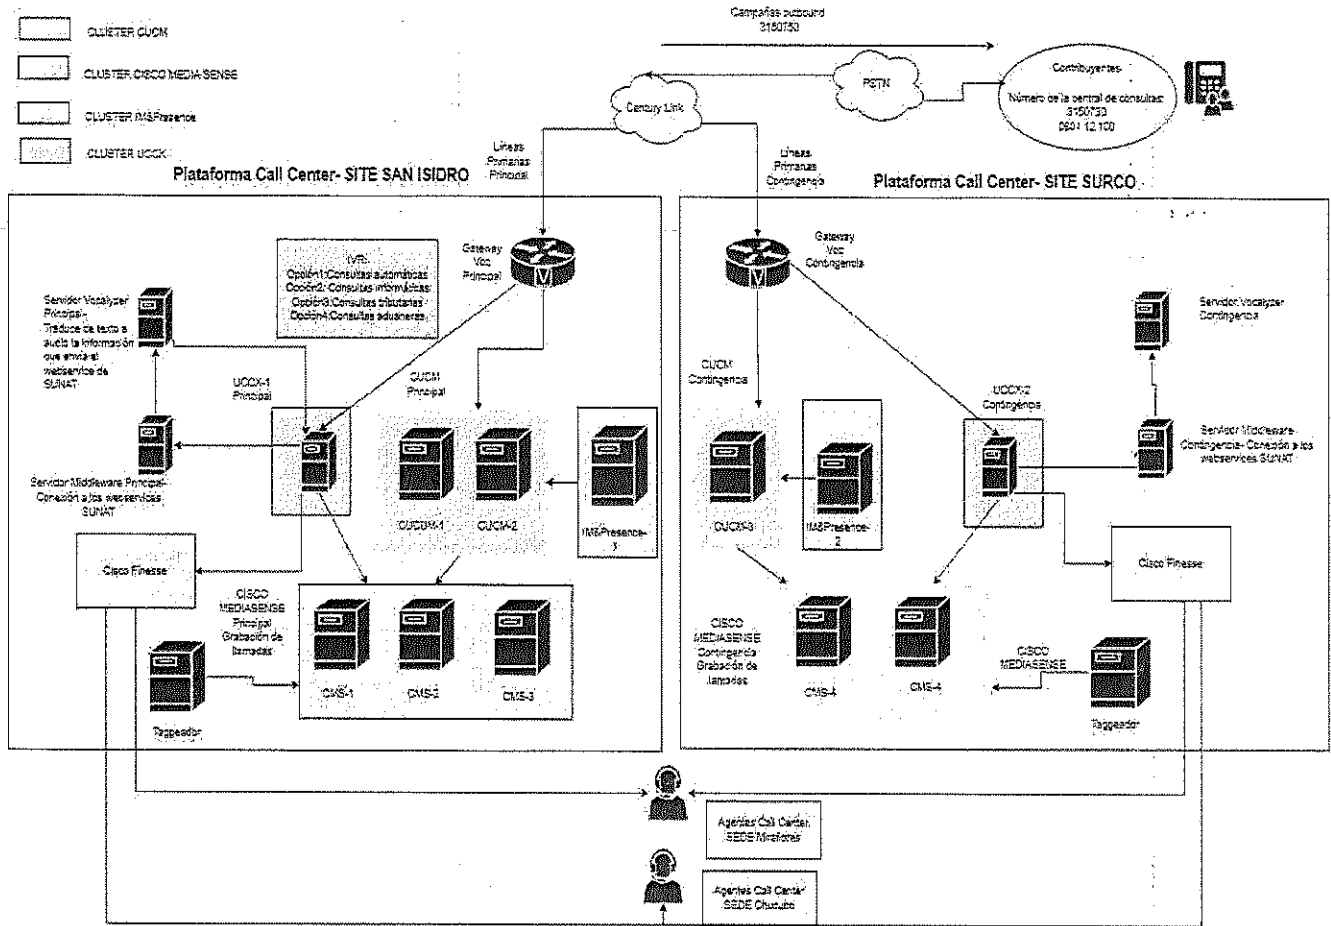 CLUSTER CUCM
CLUSTER CISCO MEDIA SENSE
CLUSTER IM&Presence
CLUSTER UCCX
Campañas outbound
3150730
Contribuyentes
Número de la central de consultas:
3150730
0801 12 100
PSTN
Century Link
Líneas
Primarias
Principal
Líneas
Primarias
Contingencia
Plataforma Call Center- SITE SAN ISIDRO
Plataforma Call Center- SITE SURCO
IVR:
Opción1:Consultas automáticas
Opción2: Consultas informáticas
Opción3:Consultas tributarias
Opción4:Consultas aduaneras
Gateway
Voz
Principal
Gateway
Voz
Contingencia
Servidor Vocalyzer
Principal-
Traduce de texto a
audio la información
que envía el
webservice de
SUNAT
Servidor Vocalyzer
Contingencia
UCCX-1
Principal
CUCM
Principal
CUCM
Contingencia
UCCX-2
Contingencia
Servidor Middleware Principal-
Conexión a los webservices
SUNAT
Servidor Middleware
Contingencia- Conexión a los
webservices SUNAT
CUCUM-1
CUCM-2
IM&Presence-
CUCM-3
IM&Presence-
2
Cisco Finesse
Cisco Finesse
CISCO
MEDIASENSE
Principal
Grabación de
llamadas
CMS-1
CMS-2
CMS-3
Taggeador
CISCO
MEDIASENSE
Contingencia
Grabación de
llamadas
CMS-4
CMS-4
CISCO
MEDIASENSE
Taggeador
Agentes Call Center
SEDE Miraflores
Agentes Call Center
SEDE Chucuito